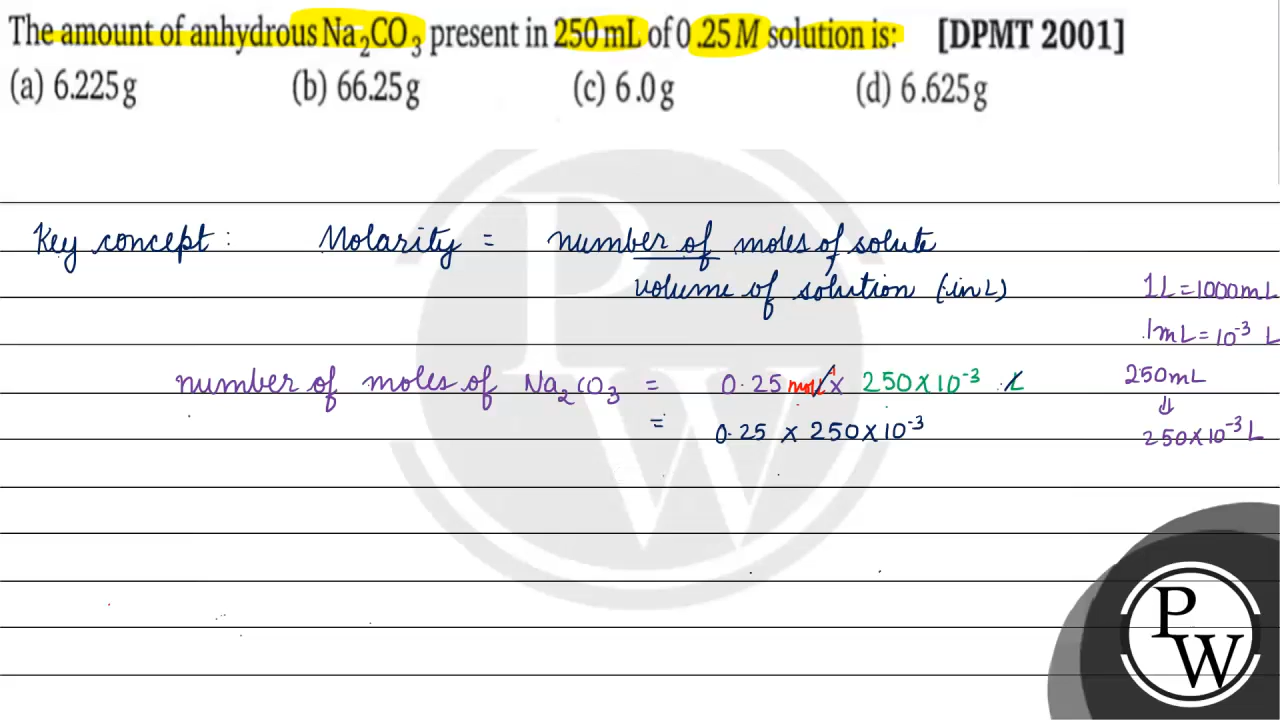 The amount of anhydrous Na₂CO₃ present in 250 mL of 0.25 M solution is: [DPMT 2001]
(a) 6.225 g (b) 66.25 g (c) 6.0 g (d) 6.625 g
Key concept: Molarity = number of moles of solute
volume of solution (in L)
1L = 1000mL
1mL = 10⁻³ L
number of moles of Na₂CO₃ = 0.25 mol L⁻¹ × 250×10⁻³ L
= 0.25 × 250×10⁻³
250mL
⇓
250×10⁻³ L
P
W
P
W